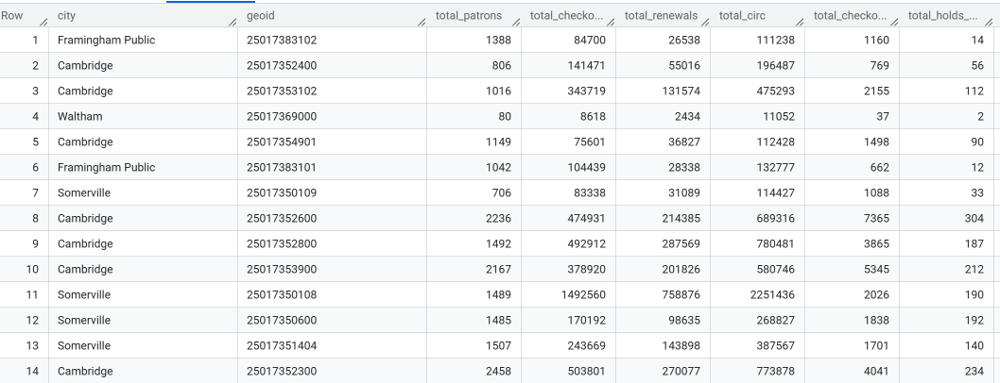 Row city geoid total_patrons total_checko... total_renewals total_circ total_checko... total_holds_...
1 Framingham Public 25017383102 1388 84700 26538 111238 1160 14
2 Cambridge 25017352400 806 141471 55016 196487 769 56
3 Cambridge 25017353102 1016 343719 131574 475293 2155 112
4 Waltham 25017369000 80 8618 2434 11052 37 2
5 Cambridge 25017354901 1149 75601 36827 112428 1498 90
6 Framingham Public 25017383101 1042 104439 28338 132777 662 12
7 Somerville 25017350109 706 83338 31089 114427 1088 33
8 Cambridge 25017352600 2236 474931 214385 689316 7365 304
9 Cambridge 25017352800 1492 492912 287569 780481 3865 187
10 Cambridge 25017353900 2167 378920 201826 580746 5345 212
11 Somerville 25017350108 1489 1492560 758876 2251436 2026 190
12 Somerville 25017350600 1485 170192 98635 268827 1838 192
13 Somerville 25017351404 1507 243669 143898 387567 1701 140
14 Cambridge 25017352300 2458 503801 270077 773878 4041 234